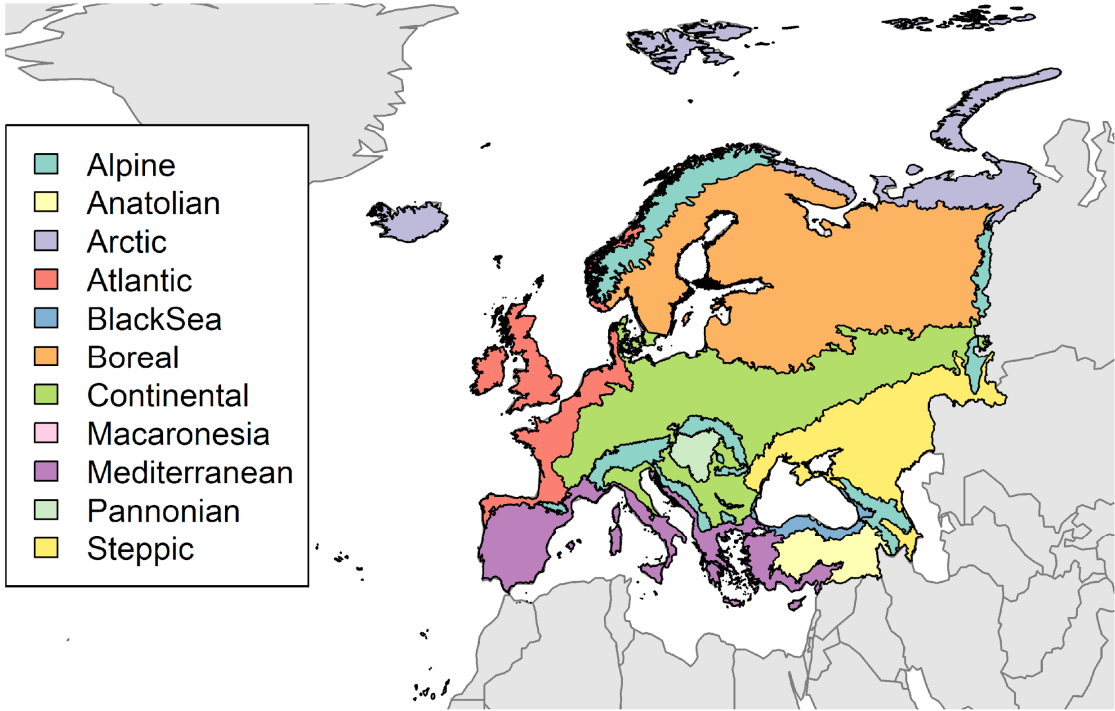 Alpine
Anatolian
Arctic
Atlantic
BlackSea
Boreal
Continental
Macaronesia
Mediterranean
Pannonian
Steppic